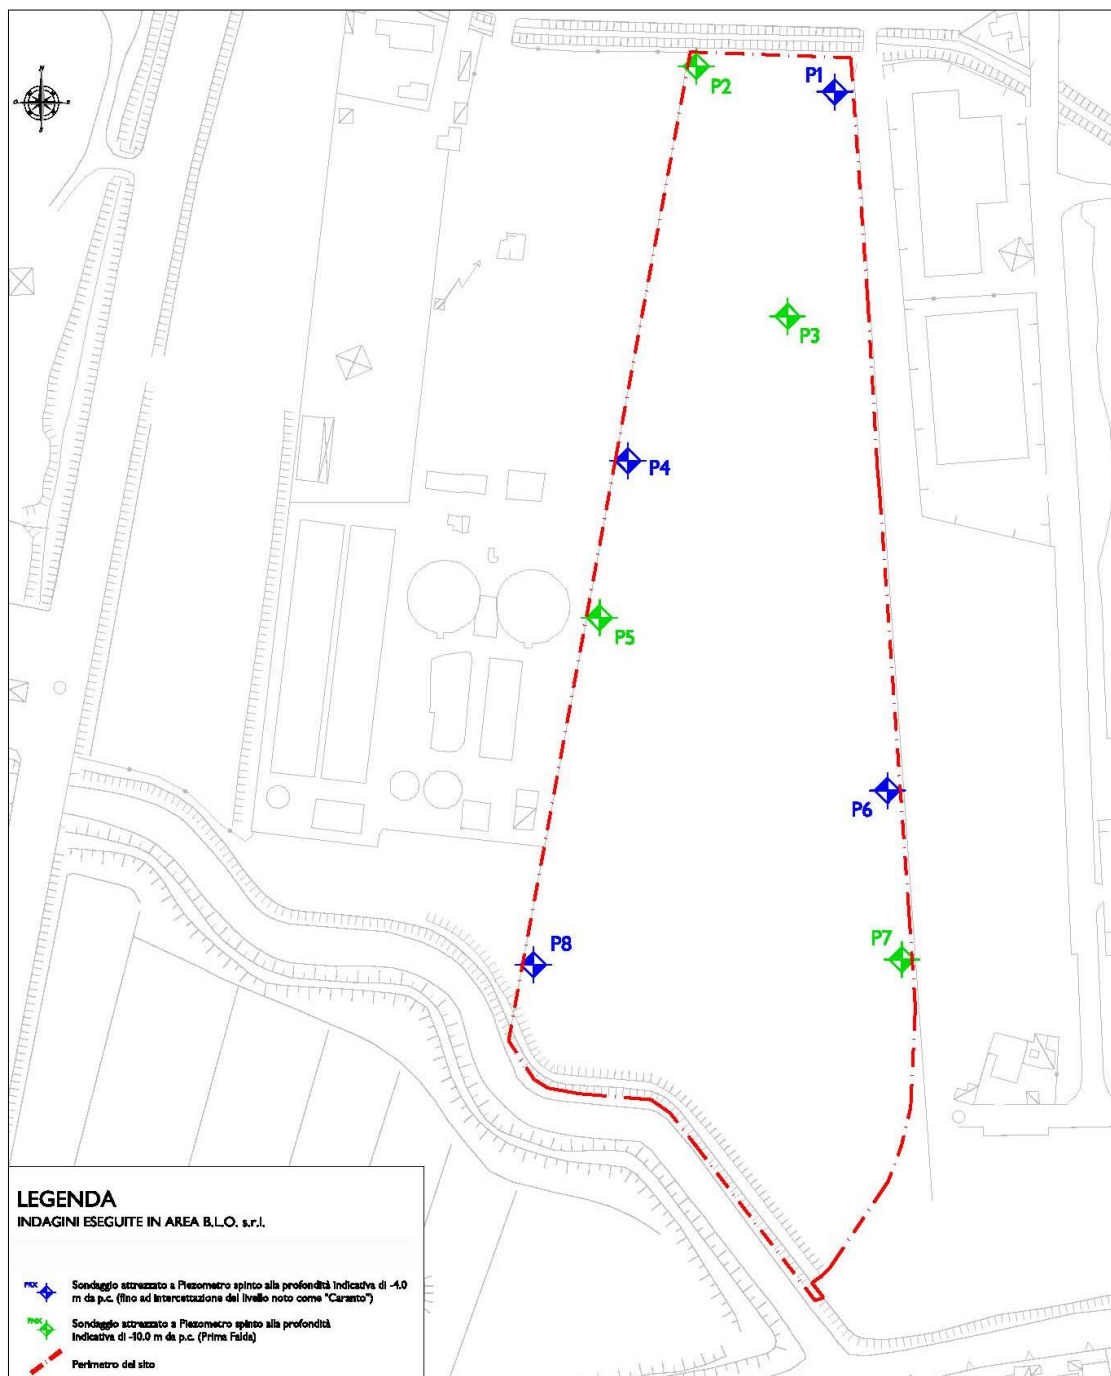 N
O
E
S
P2
P1
P3
P4
P5
P6
P7
P8
LEGENDA
INDAGINI ESEGUITE IN AREA B.L.O. s.r.l.
Sondaggio attrezzato a Piezometro spinto alla profondità indicativa di -4.0
m da p.c. (fino ad intercettazione del livello noto come "Caranto")
Sondaggio attrezzato a Piezometro spinto alla profondità
indicativa di -10.0 m da p.c. (Prima Falda)
Perimetro del sito